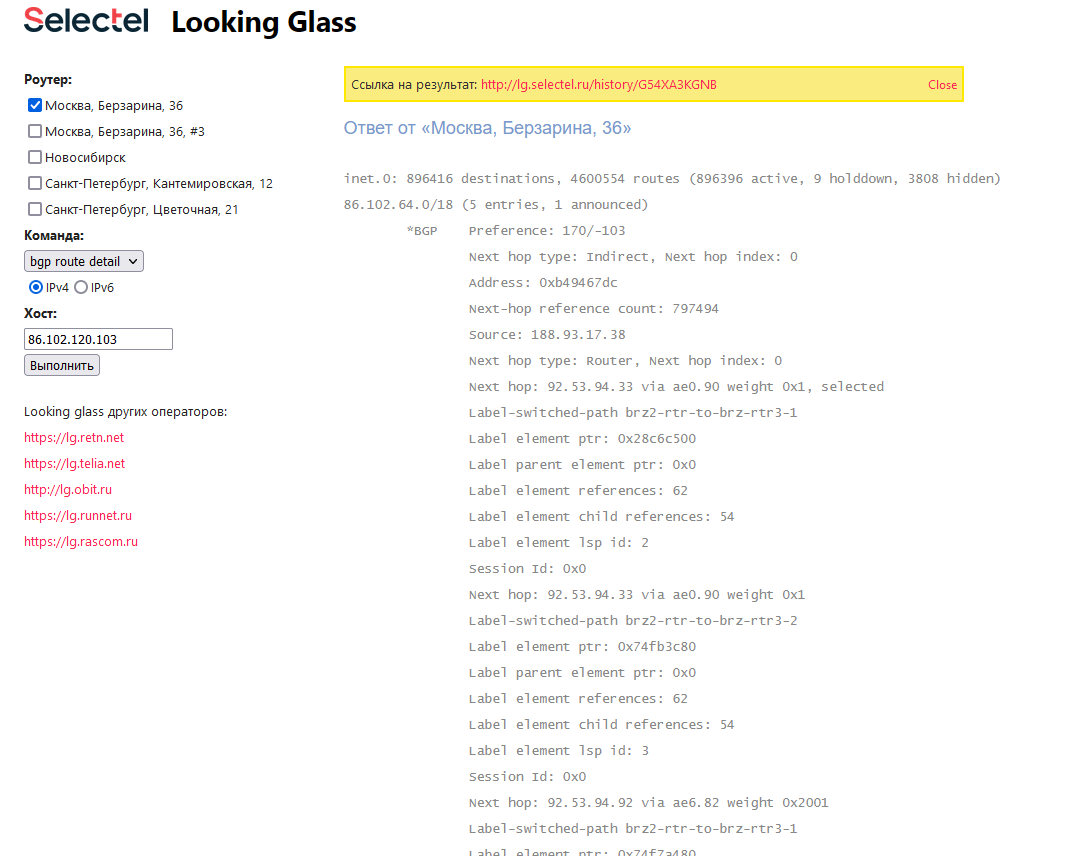 Selectel Looking Glass
Роутер:
Москва, Берзарина, 36
Москва, Берзарина, 36, #3
Новосибирск
Санкт-Петербург, Кантемировская, 12
Санкт-Петербург, Цветочная, 21
Команда:
bgp route detail
IPv4 IPv6
Хост:
86.102.120.103
Выполнить
Looking glass других операторов:
https://lg.retn.net
https://lg.telia.net
http://lg.obit.ru
https://lg.runnet.ru
https://lg.rascom.ru
Ссылка на результат: http://lg.selectel.ru/history/G54XA3KGNB Close
Ответ от «Москва, Берзарина, 36»
inet.0: 896416 destinations, 4600554 routes (896396 active, 9 holddown, 3808 hidden)
86.102.64.0/18 (5 entries, 1 announced)
*BGP Preference: 170/-103
Next hop type: Indirect, Next hop index: 0
Address: 0xb49467dc
Next-hop reference count: 797494
Source: 188.93.17.38
Next hop type: Router, Next hop index: 0
Next hop: 92.53.94.33 via ae0.90 weight 0x1, selected
Label-switched-path brz2-rtr-to-brz-rtr3-1
Label element ptr: 0x28c6c500
Label parent element ptr: 0x0
Label element references: 62
Label element child references: 54
Label element lsp id: 2
Session Id: 0x0
Next hop: 92.53.94.33 via ae0.90 weight 0x1
Label-switched-path brz2-rtr-to-brz-rtr3-2
Label element ptr: 0x74fb3c80
Label parent element ptr: 0x0
Label element references: 62
Label element child references: 54
Label element lsp id: 3
Session Id: 0x0
Next hop: 92.53.94.92 via ae6.82 weight 0x2001
Label-switched-path brz2-rtr-to-brz-rtr3-1
Label element ptr: 0x74f7a480